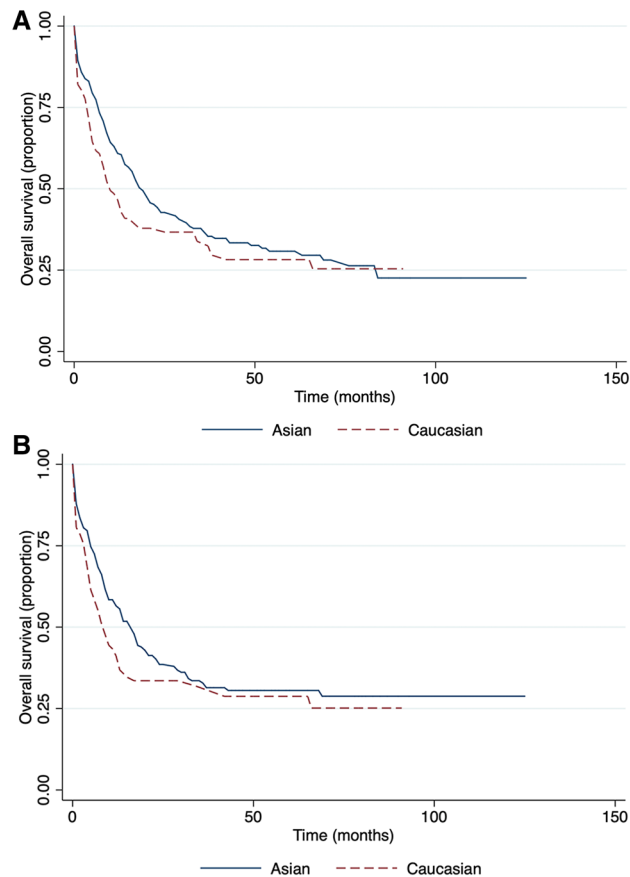 A
Overall survival (proportion)
1.00
0.75
0.50
0.25
0.00
0
50
100
150
Time (months)
Asian
Caucasian
B
Overall survival (proportion)
1.00
0.75
0.50
0.25
0.00
0
50
100
150
Time (months)
Asian
Caucasian